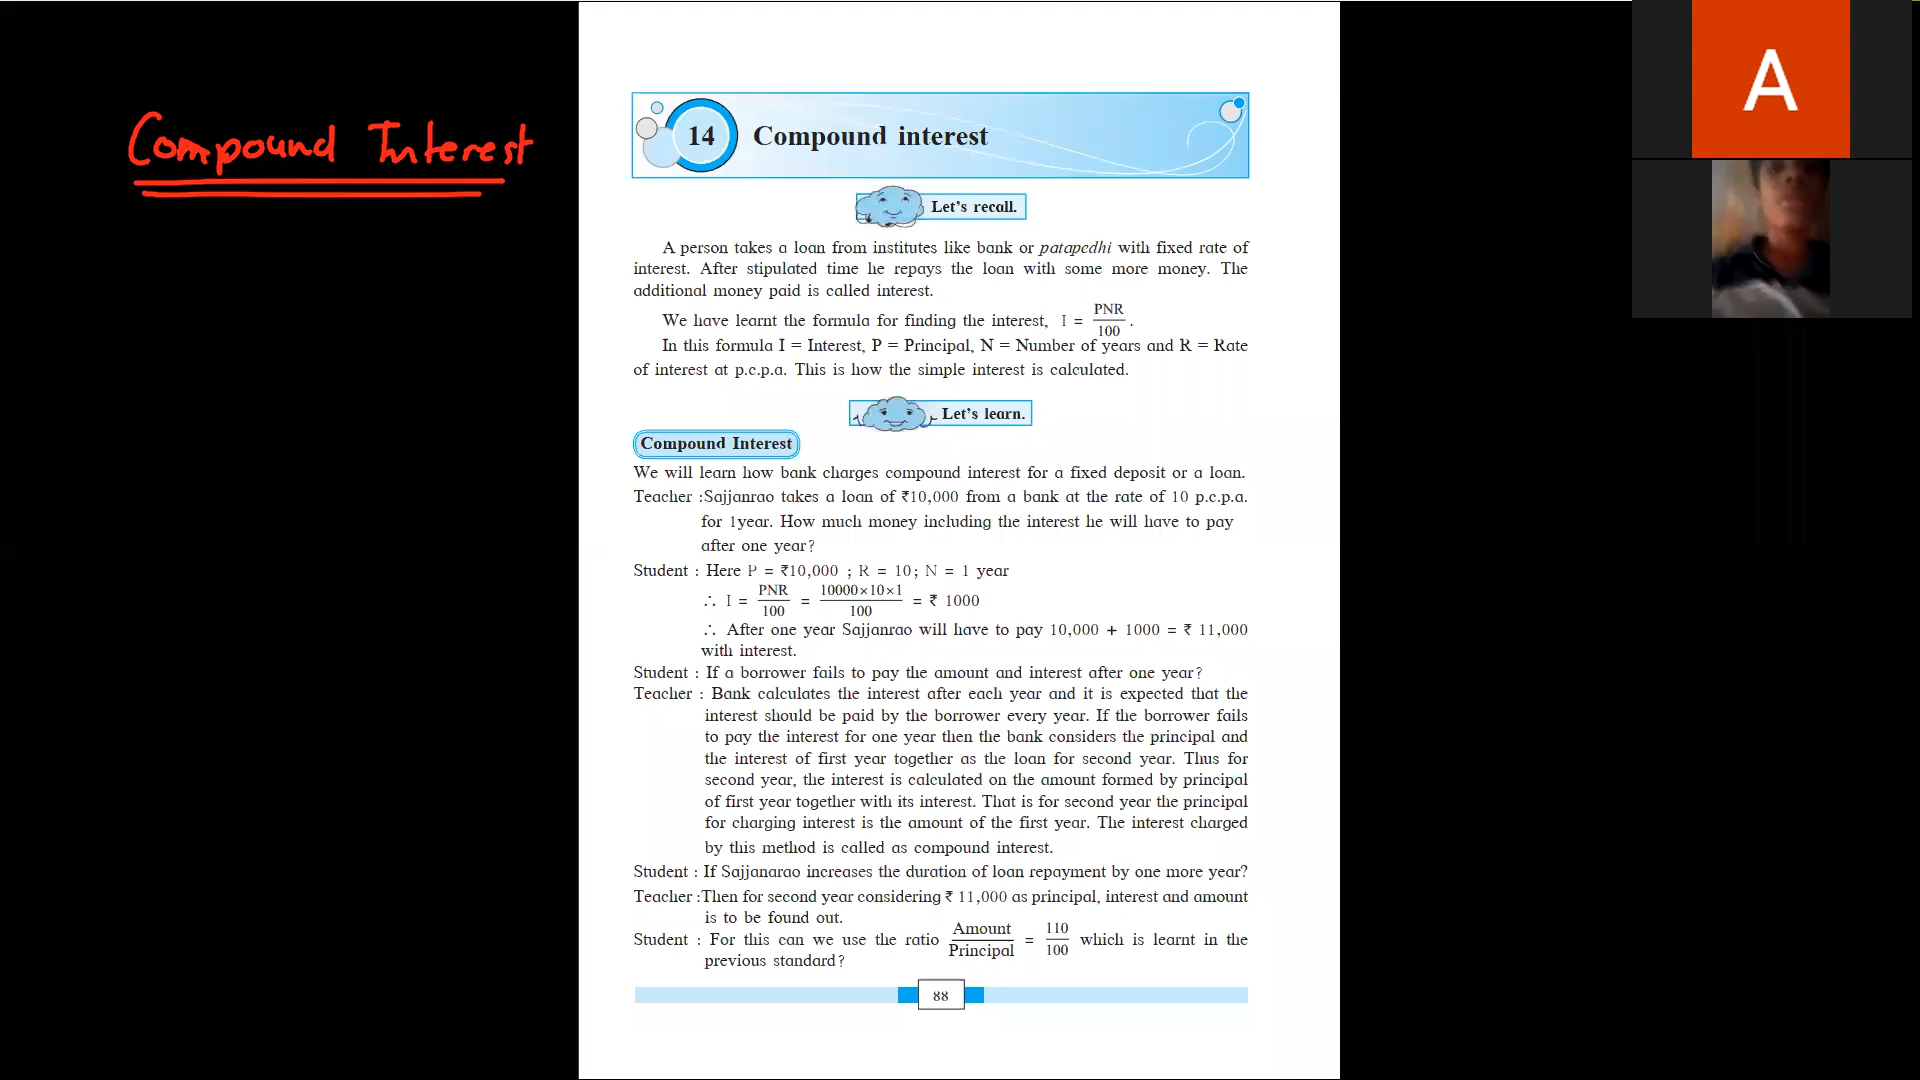 Compound Interest
14 Compound interest
Let's recall.
A person takes a loan from institutes like bank or patapedhi with fixed rate of
interest. After stipulated time he repays the loan with some more money. The
additional money paid is called interest.
We have learnt the formula for finding the interest, I = PNR/100 .
In this formula I = Interest, P = Principal, N = Number of years and R = Rate
of interest at p.c.p.a. This is how the simple interest is calculated.
Let's learn.
Compound Interest
We will learn how bank charges compound interest for a fixed deposit or a loan.
Teacher :Sajjanrao takes a loan of ₹10,000 from a bank at the rate of 10 p.c.p.a.
for 1year. How much money including the interest he will have to pay
after one year?
Student : Here P = ₹10,000 ; R = 10; N = 1 year
∴ I = PNR/100 = 10000×10×1/100 = ₹ 1000
∴ After one year Sajjanrao will have to pay 10,000 + 1000 = ₹ 11,000
with interest.
Student : If a borrower fails to pay the amount and interest after one year?
Teacher : Bank calculates the interest after each year and it is expected that the
interest should be paid by the borrower every year. If the borrower fails
to pay the interest for one year then the bank considers the principal and
the interest of first year together as the loan for second year. Thus for
second year, the interest is calculated on the amount formed by principal
of first year together with its interest. That is for second year the principal
for charging interest is the amount of the first year. The interest charged
by this method is called as compound interest.
Student : If Sajjanarao increases the duration of loan repayment by one more year?
Teacher :Then for second year considering ₹ 11,000 as principal, interest and amount
is to be found out.
Student : For this can we use the ratio Amount/Principal = 110/100 which is learnt in the
previous standard?
88
A